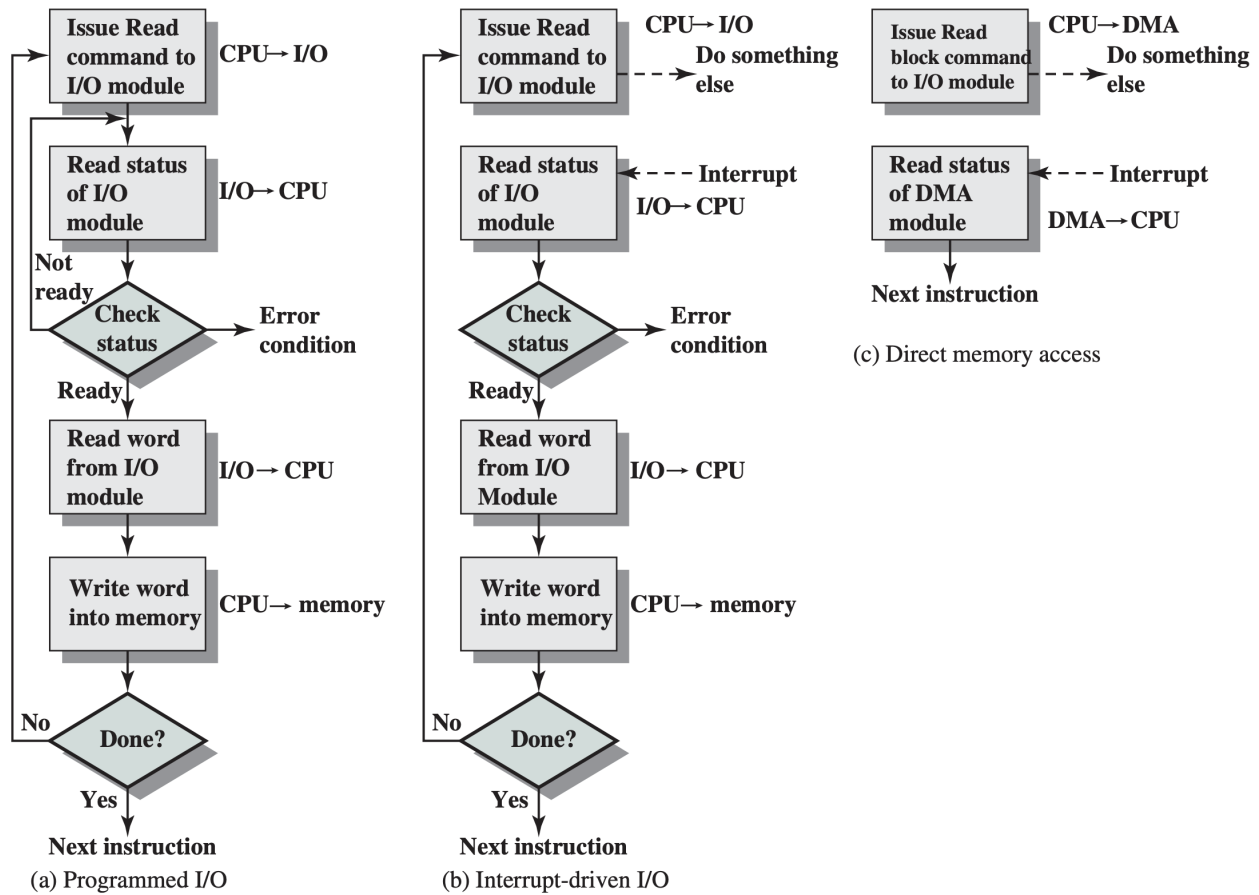 Issue Read
command to
I/O module
CPU→ I/O
Read status
of I/O
module
I/O→ CPU
Not
ready
Check
status
Error
condition
Ready
Read word
from I/O
module
I/O→ CPU
Write word
into memory
CPU→ memory
No
Done?
Yes
Next instruction
(a) Programmed I/O
Issue Read
command to
I/O module
CPU→ I/O
Do something
else
Read status
of I/O
module
Interrupt
I/O→ CPU
Check
status
Error
condition
Ready
Read word
from I/O
Module
I/O→ CPU
Write word
into memory
CPU→ memory
No
Done?
Yes
Next instruction
(b) Interrupt-driven I/O
Issue Read
block command
to I/O module
CPU→ DMA
Do something
else
Read status
of DMA
module
Interrupt
DMA→ CPU
Next instruction
(c) Direct memory access